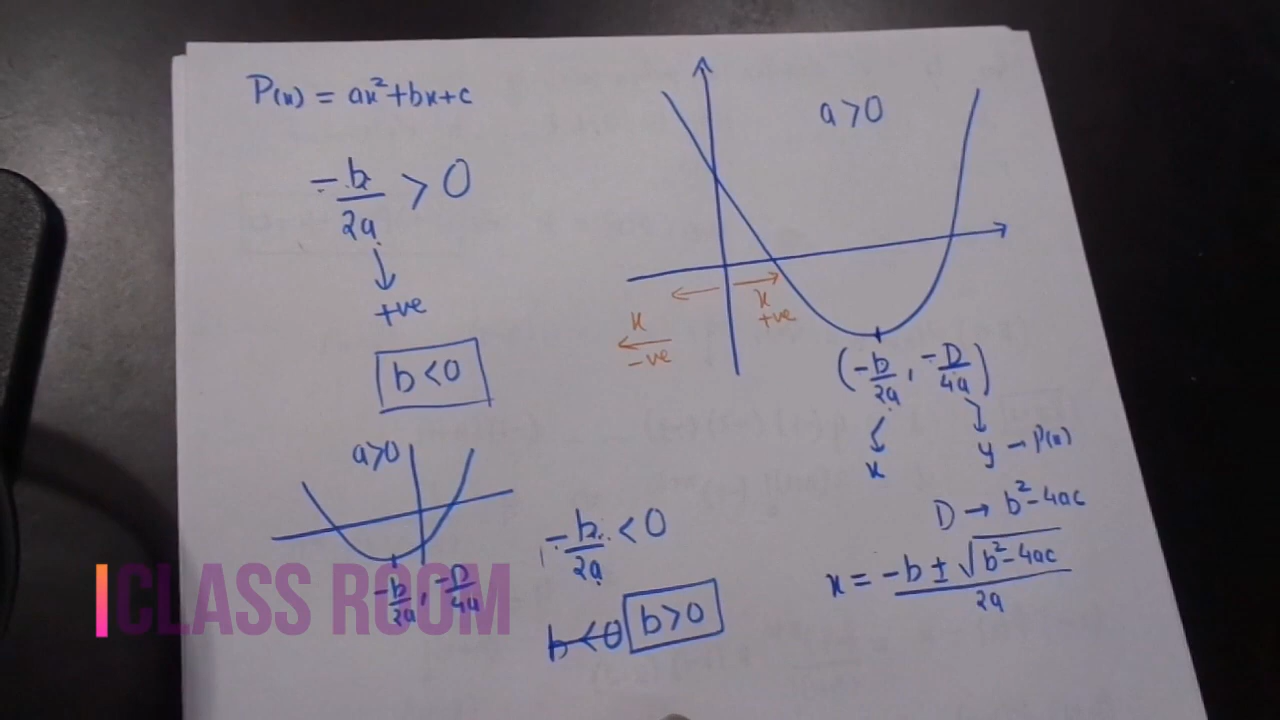 P(x) = ax²+bx+c
-b/2a > 0
+ve
b<0
a>0
x
+ve
x
-ve
(-b/2a, -D/4a)
x
y → P(x)
D → b²-4ac
x = -b ± √b²-4ac / 2a
a>0
-b/2a, -D/4a
-b/2a < 0
b<0 b>0
CLASS ROOM